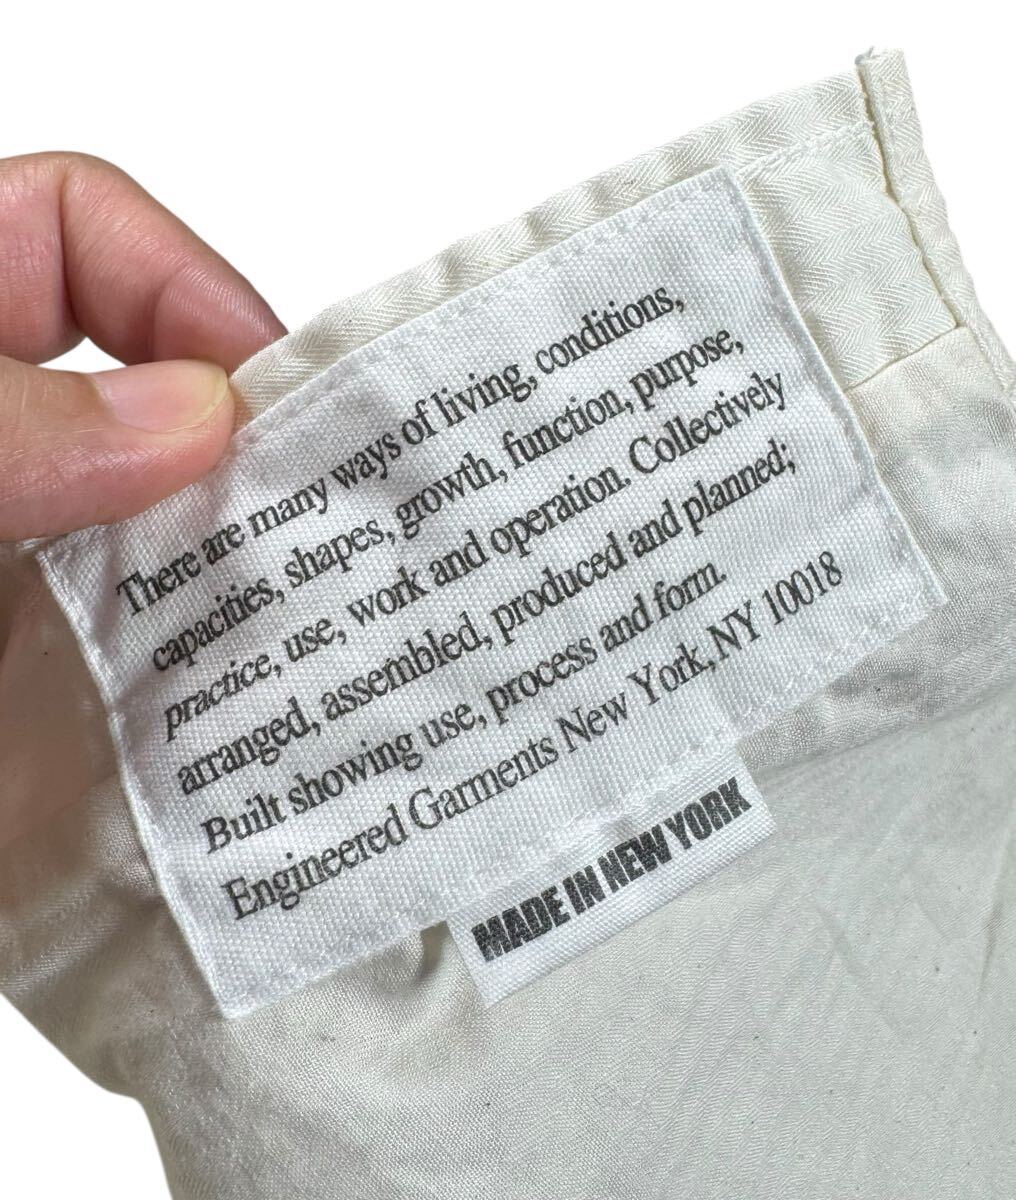 There are many ways of living, conditions,
capacities, shapes, growth, function, purpose,
practice, use, work and operation. Collectively
arranged, assembled, produced and planned;
Built showing use, process and form.
Engineered Garments New York, NY 10018
MADE IN NEW YORK